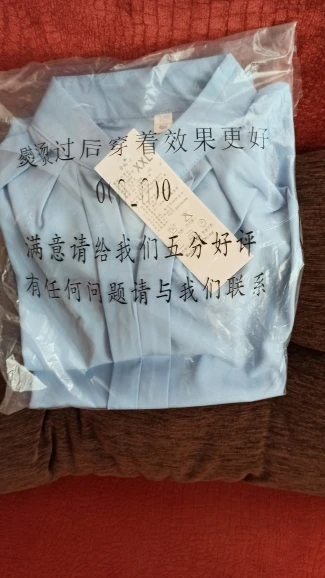 熨烫过后穿着效果更好
XXL
满意请给我们五分好评
有任何问题请与我们联系